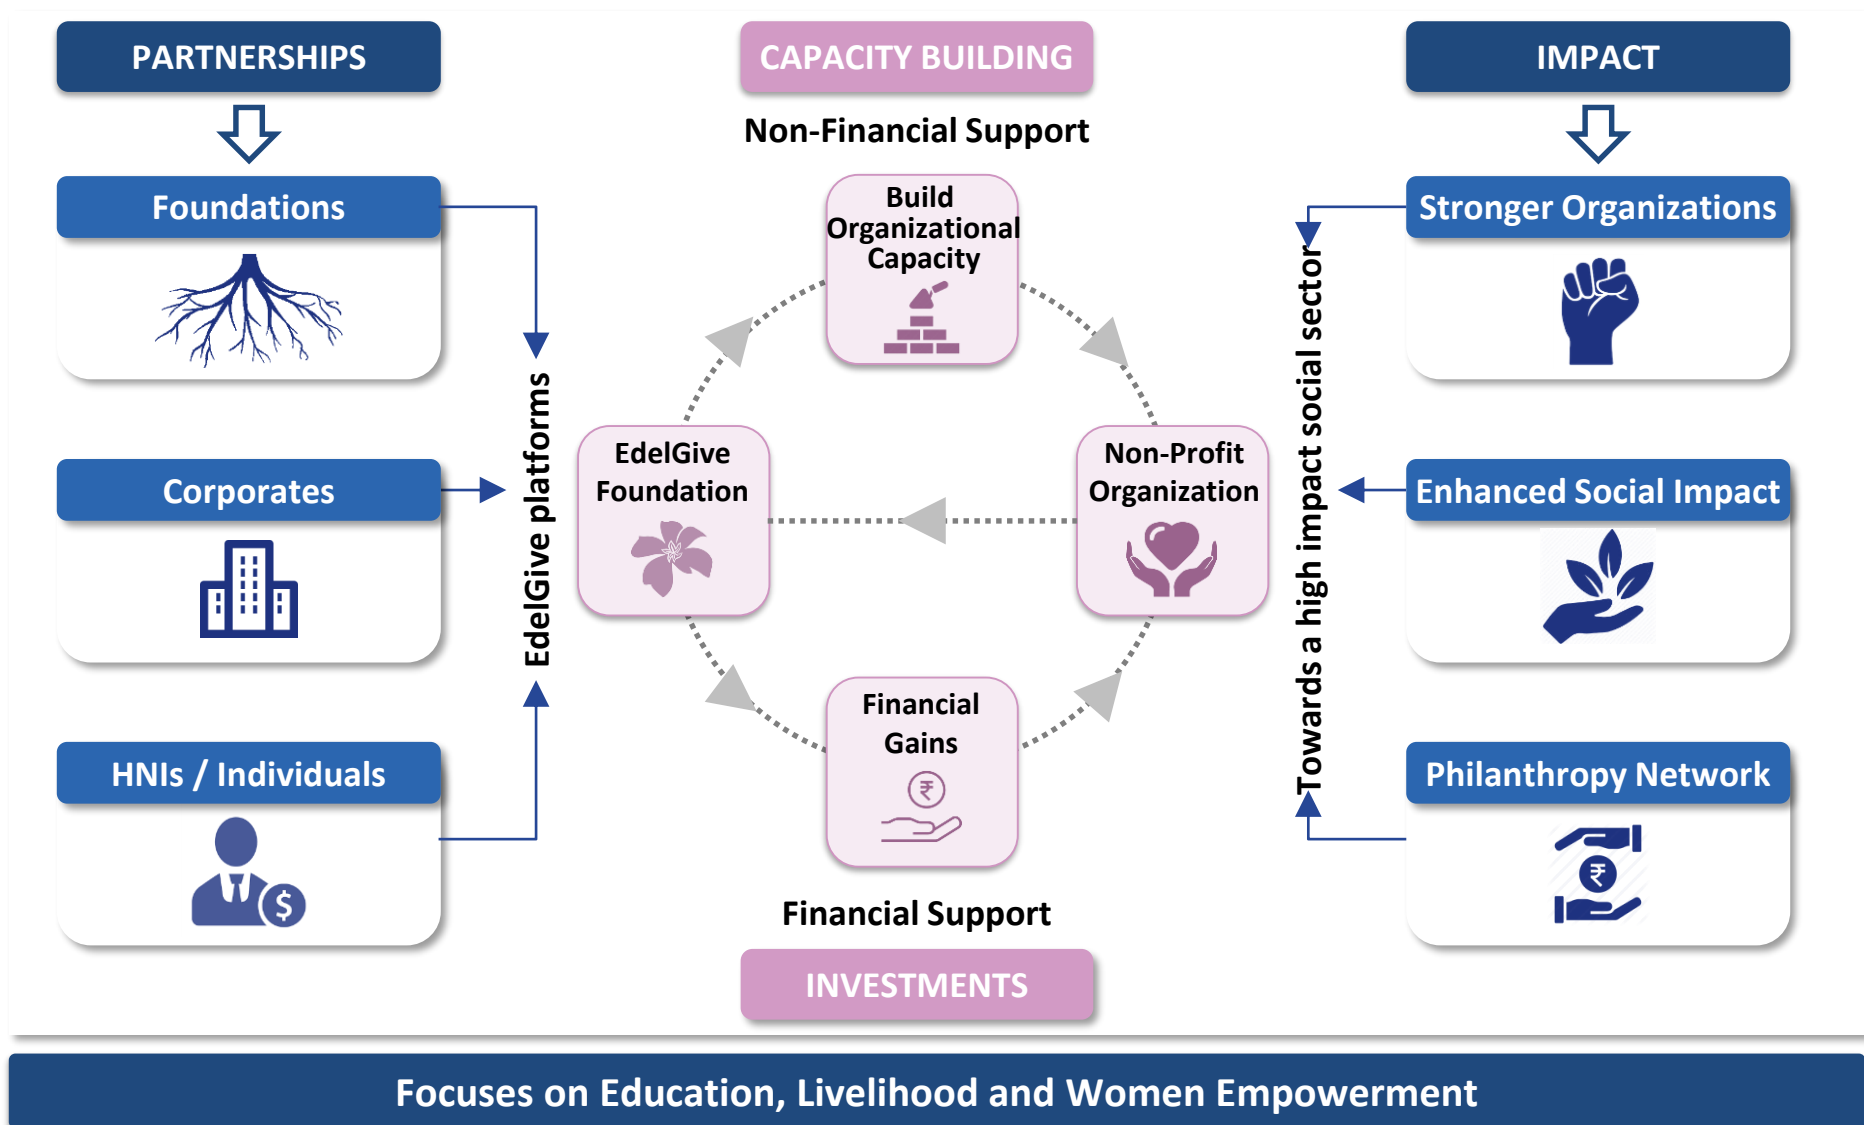 PARTNERSHIPS
Foundations
Corporates
HNIs / Individuals
$
EdelGive platforms
CAPACITY BUILDING
Non-Financial Support
Build
Organizational
Capacity
EdelGive
Foundation
Non-Profit
Organization
Financial
Gains
₹
Financial Support
INVESTMENTS
Towards a high impact social sector
IMPACT
Stronger Organizations
Enhanced Social Impact
Philanthropy Network
₹
Focuses on Education, Livelihood and Women Empowerment